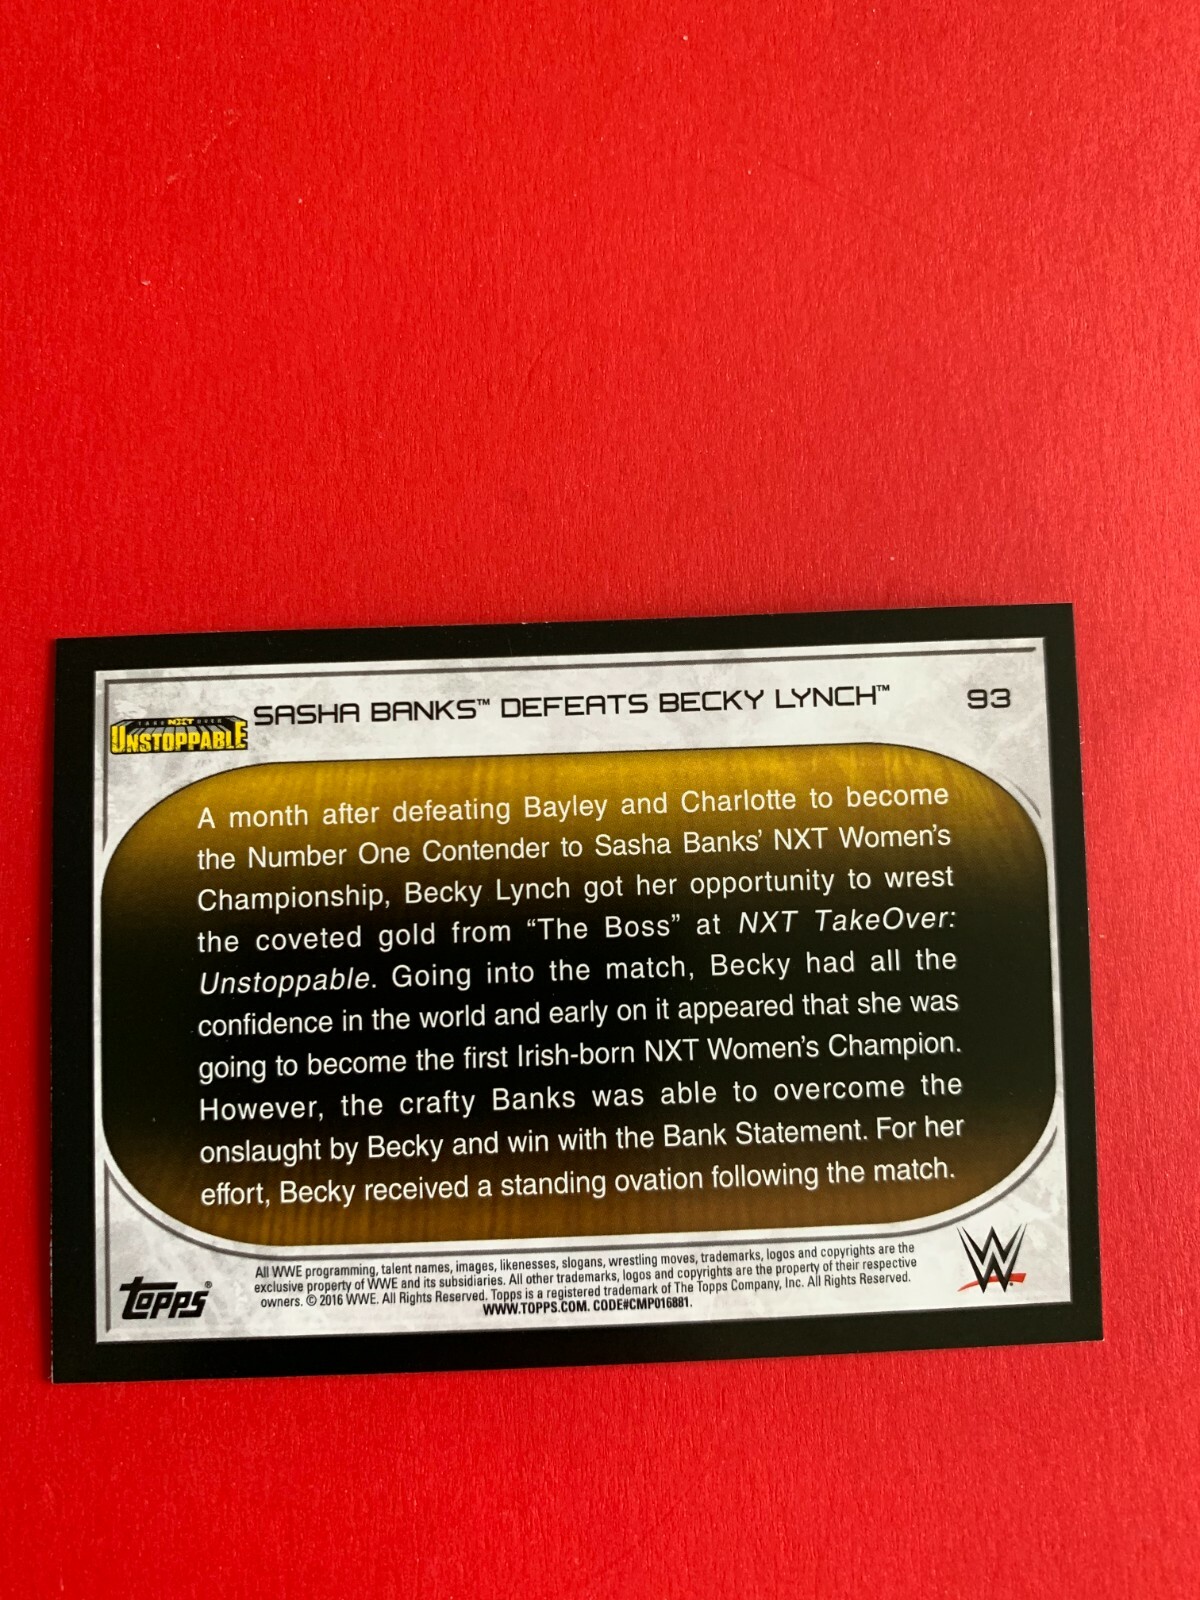 TAKE NXT OVER
UNSTOPPABLE
SASHA BANKS™ DEFEATS BECKY LYNCH™
93
A month after defeating Bayley and Charlotte to become
the Number One Contender to Sasha Banks' NXT Women's
Championship, Becky Lynch got her opportunity to wrest
the coveted gold from “The Boss” at NXT TakeOver:
Unstoppable. Going into the match, Becky had all the
confidence in the world and early on it appeared that she was
going to become the first Irish-born NXT Women's Champion.
However, the crafty Banks was able to overcome the
onslaught by Becky and win with the Bank Statement. For her
effort, Becky received a standing ovation following the match.
Topps®
All WWE programming, talent names, images, likenesses, slogans, wrestling moves, trademarks, logos and copyrights are the
exclusive property of WWE and its subsidiaries. All other trademarks, logos and copyrights are the property of their respective
owners. © 2016 WWE. All Rights Reserved. Topps is a registered trademark of The Topps Company, Inc. All Rights Reserved.
WWW.TOPPS.COM. CODE#CMP016881.
W